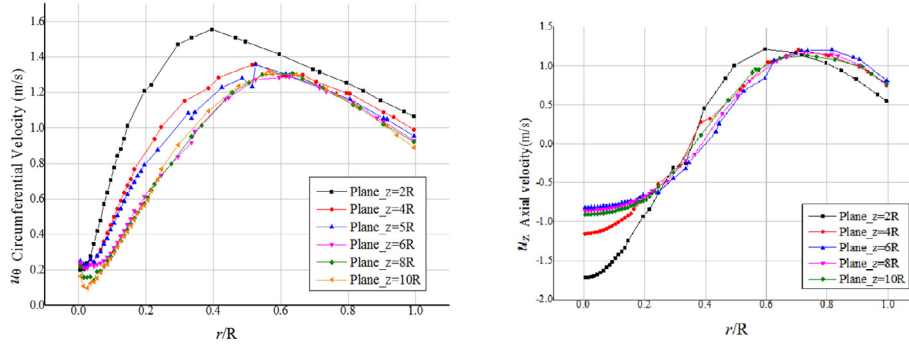 1.6
1.4
1.2
1.0
0.8
0.6
0.4
0.2
0.0
uθ Circumferential Velocity (m/s)
Plane_z=2R
Plane_z=4R
Plane_z=5R
Plane_z=6R
Plane_z=8R
Plane_z=10R
0.0 0.2 0.4 0.6 0.8 1.0
r/R
1.5
1.0
0.5
0.0
-0.5
-1.0
-1.5
-2.0
uz Axial velocity(m/s)
Plane_z=2R
Plane_z=4R
Plane_z=6R
Plane_z=8R
Plane_z=10R
0.0 0.2 0.4 0.6 0.8 1.0
r/R